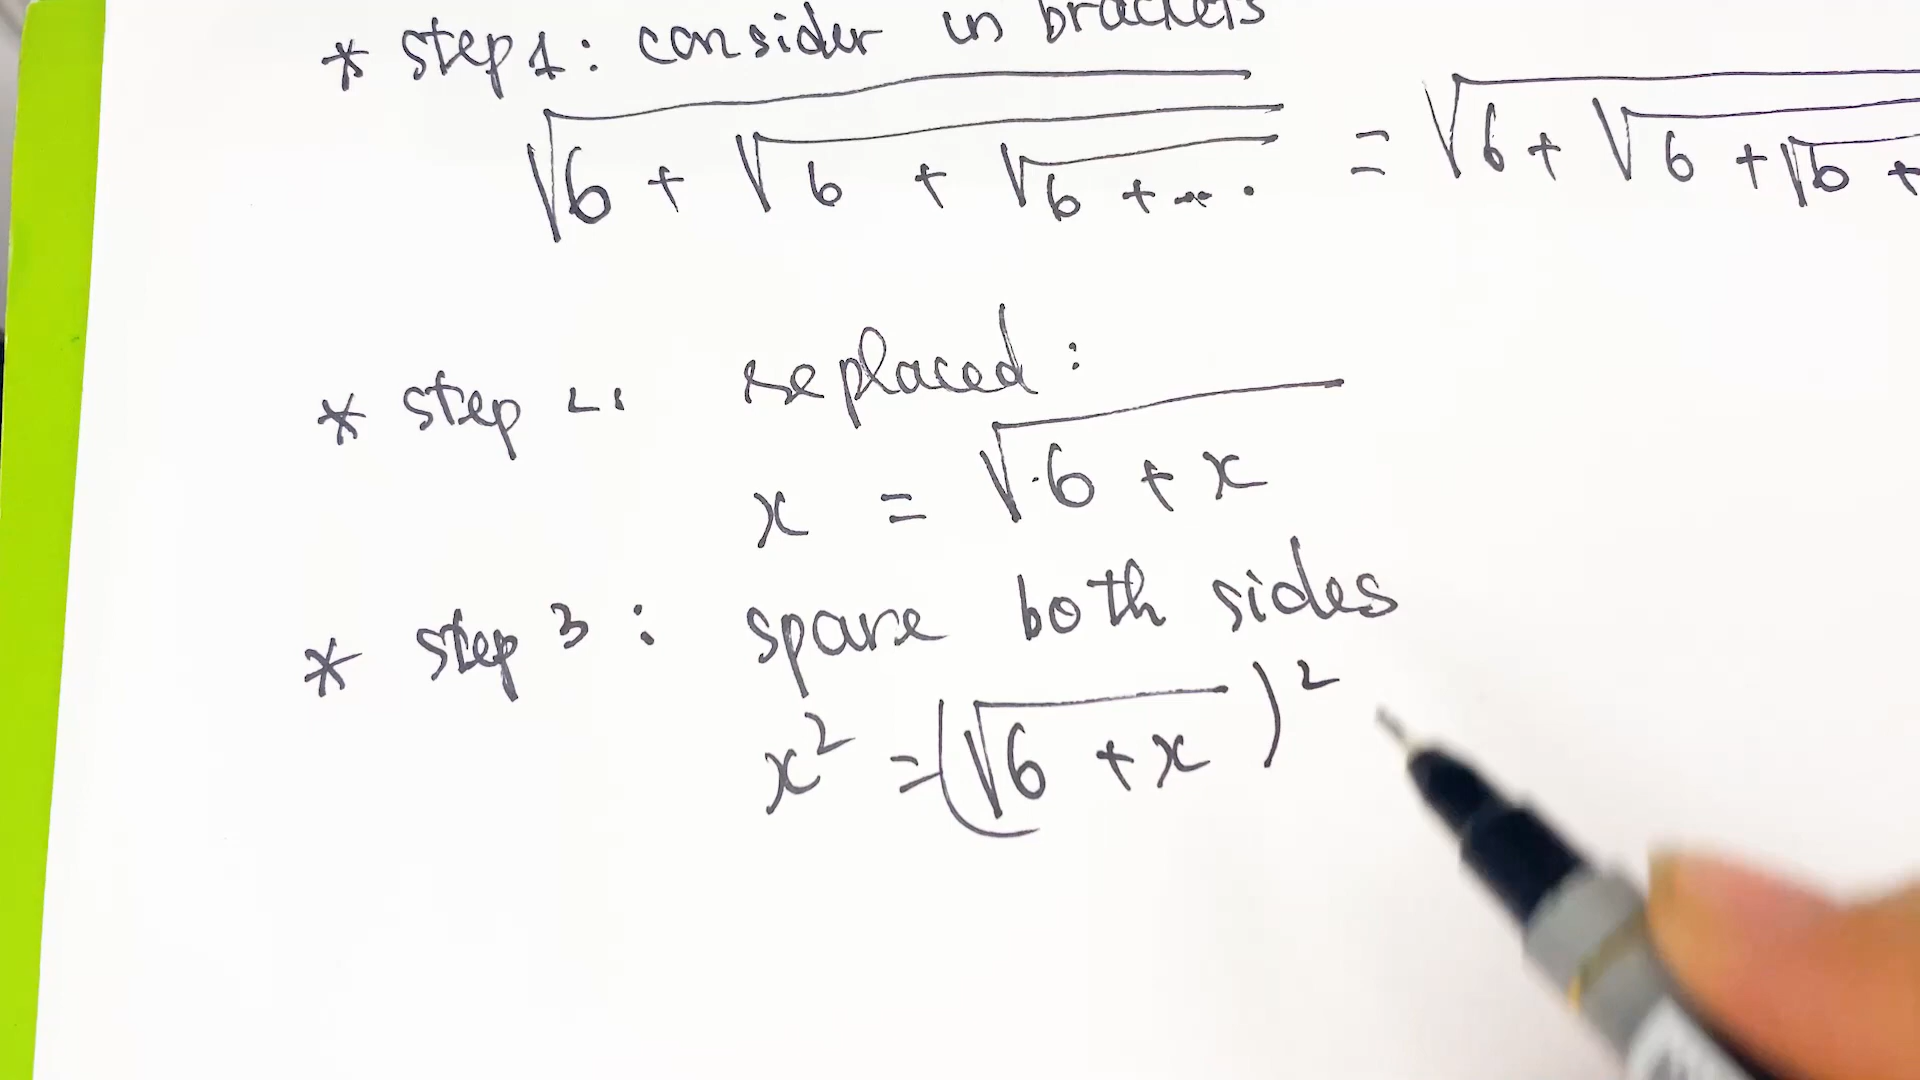 * step 1: consider in brackets
√6 + √6 + √6 + ... . = √6 + √6 + √6 +
* step 2: replaced:
x = √6 + x
* step 3: square both sides
x² = (√6 + x)²